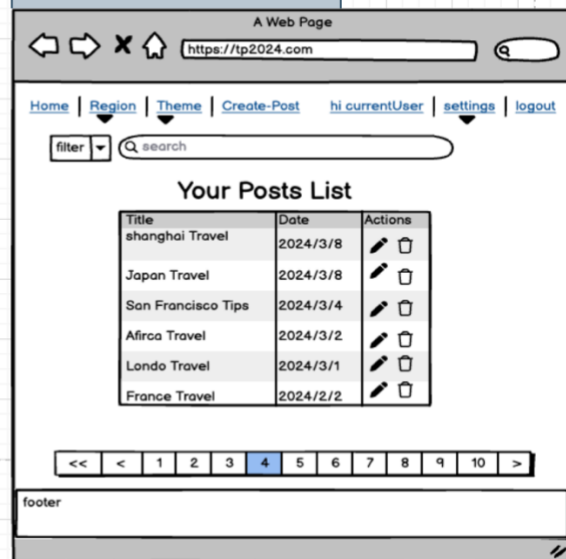 A Web Page
https://tp2024.com
Home | Region | Theme | Create-Post hi currentUser | settings | logout
filter search
Your Posts List
Title Date Actions
shanghai Travel 2024/3/8
Japan Travel 2024/3/8
San Francisco Tips 2024/3/4
Afirca Travel 2024/3/2
Londo Travel 2024/3/1
France Travel 2024/2/2
<< < 1 2 3 4 5 6 7 8 9 10 >
footer